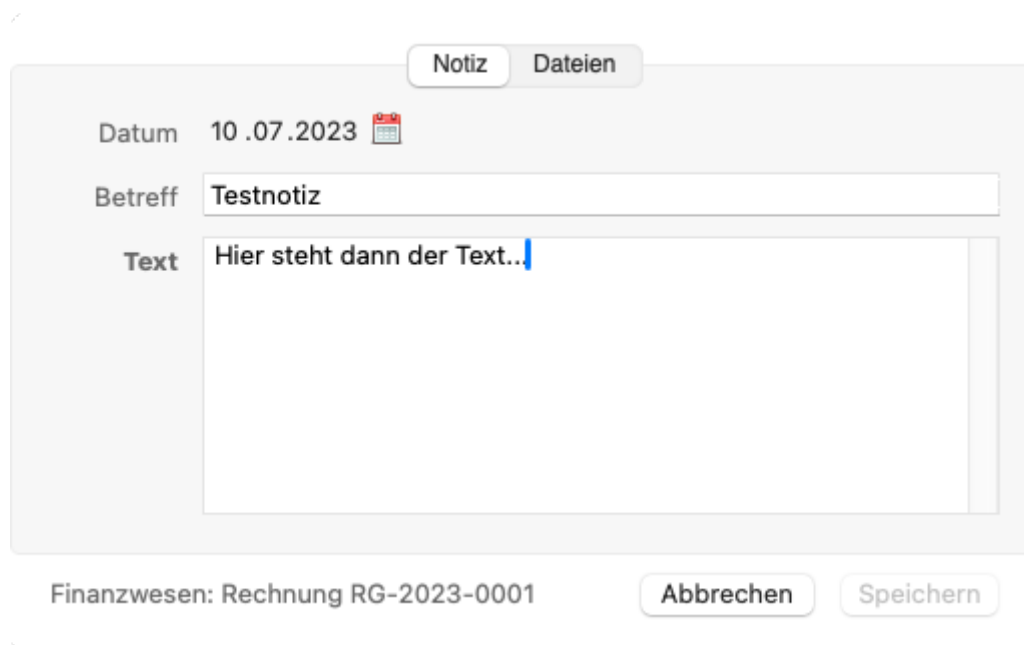 Notiz Dateien
Datum 10 .07.2023
Betreff Testnotiz
Text Hier steht dann der Text...
Finanzwesen: Rechnung RG-2023-0001 Abbrechen Speichern